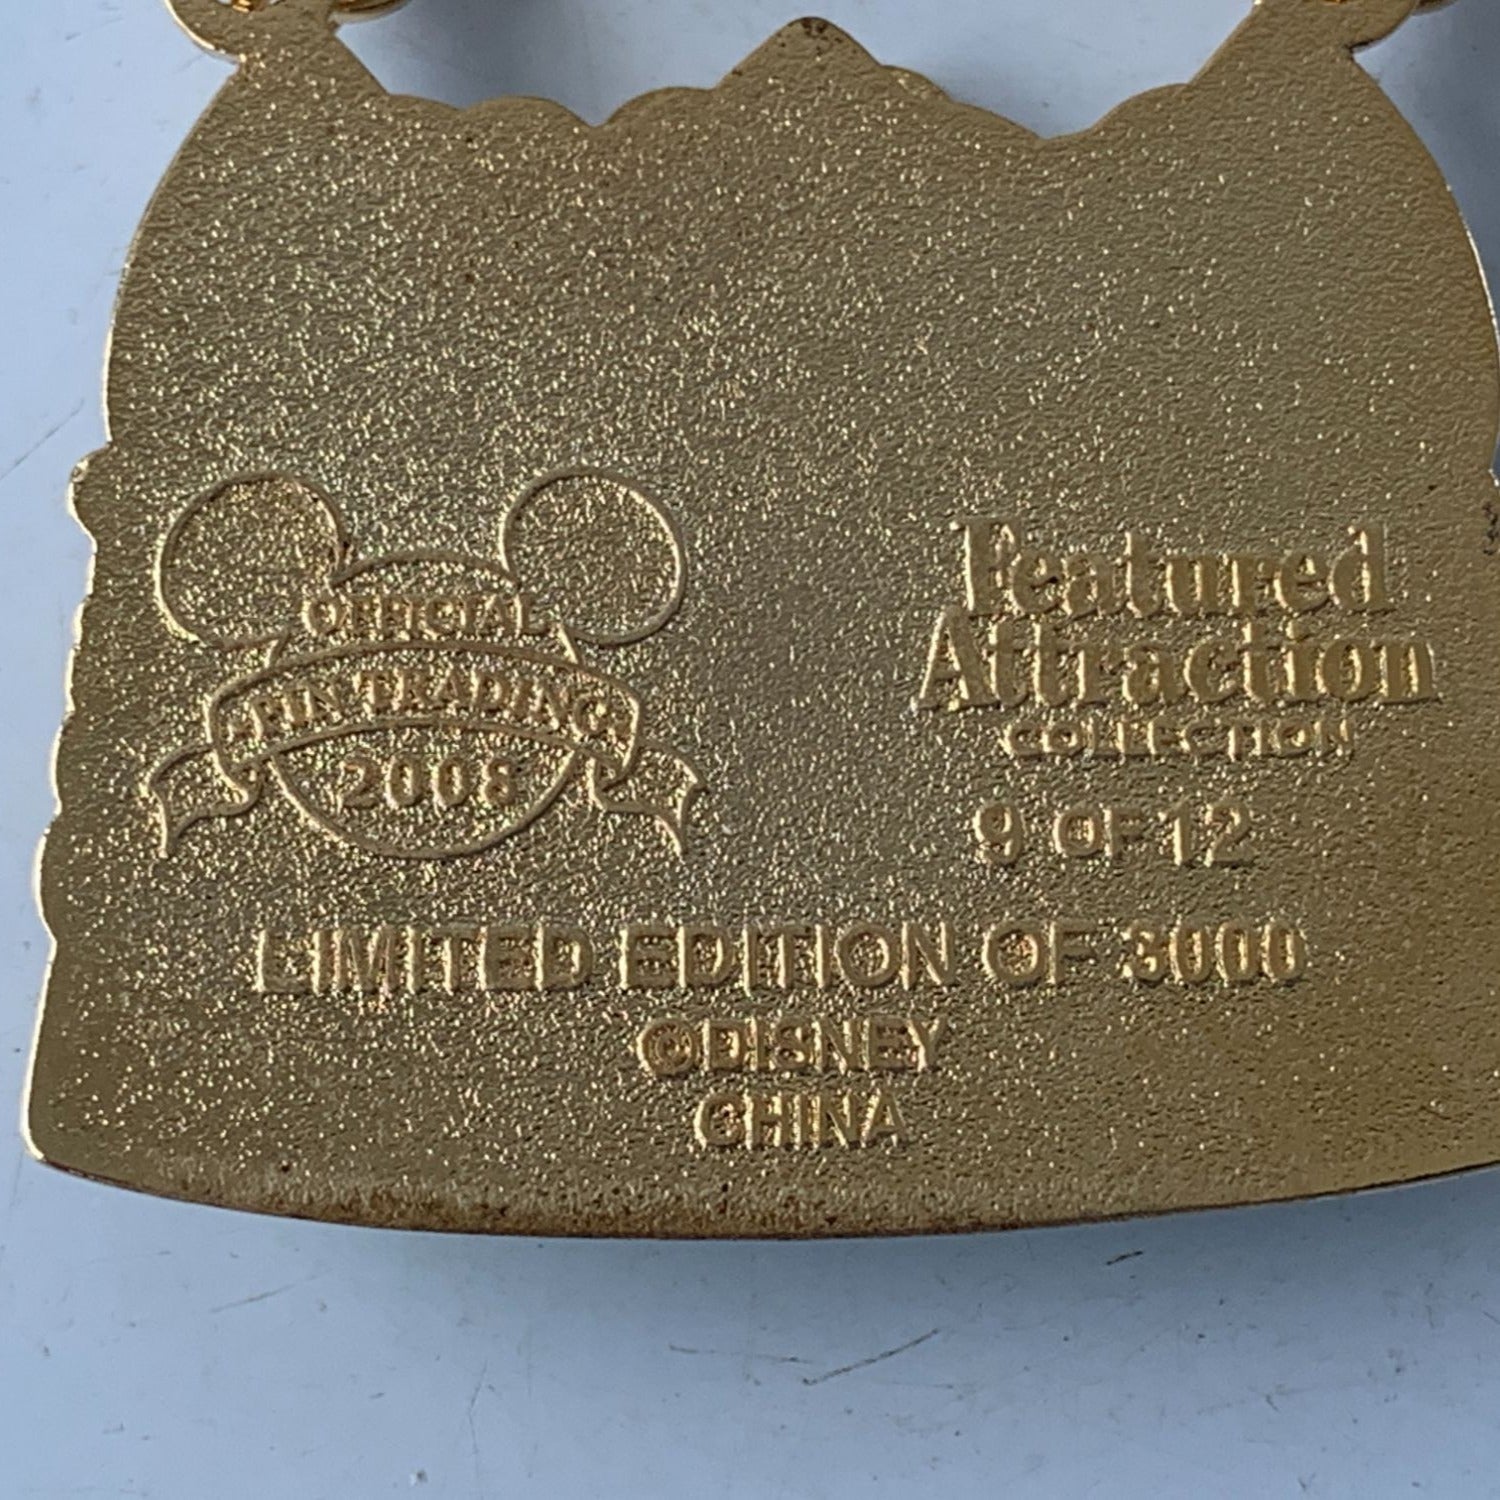 OFFICIAL
PIN TRADING
2008
Featured
Attraction
COLLECTION
9 OF 12
LIMITED EDITION OF 3000
©DISNEY
CHINA